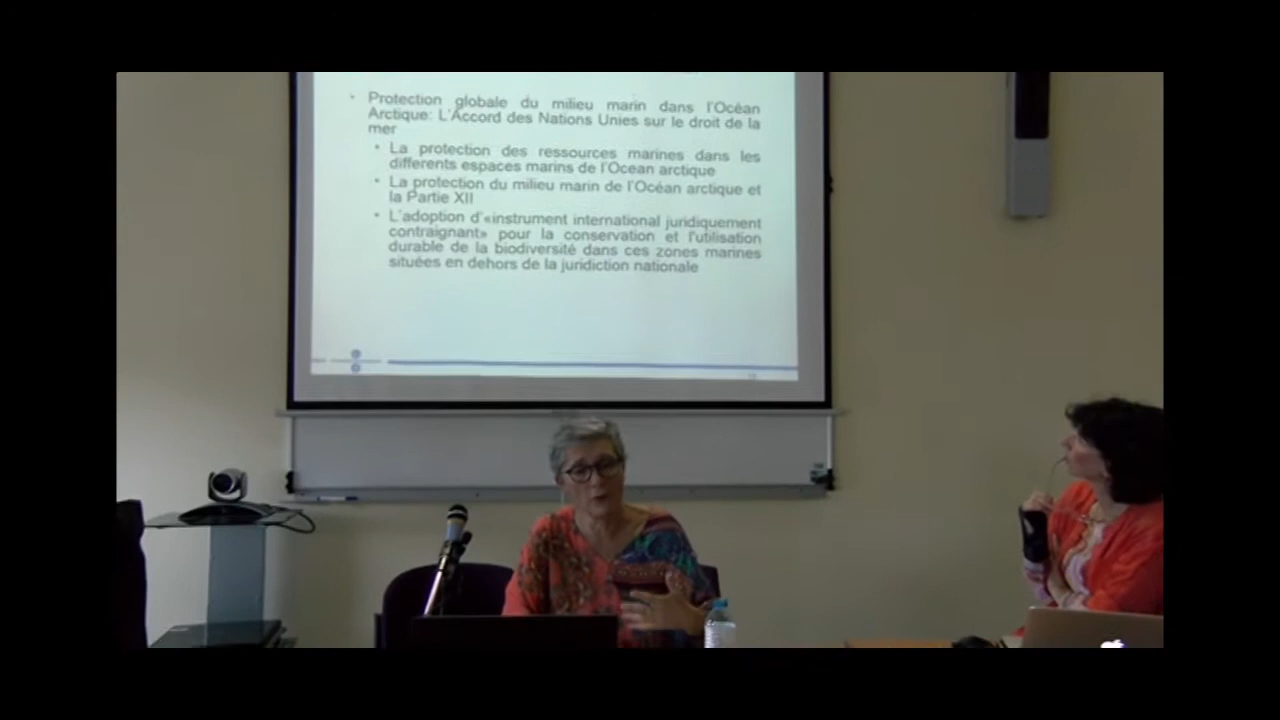 Protection globale du milieu marin dans l'Océan
Arctique: L'Accord des Nations Unies sur le droit de la
mer
La protection des ressources marines dans les
differents espaces marins de l'Ocean arctique
La protection du milieu marin de l'Océan arctique et
la Partie XII
L'adoption d'«instrument international juridiquement
contraignant» pour la conservation et l'utilisation
durable de la biodiversité dans ces zones marines
situées en dehors de la juridiction nationale